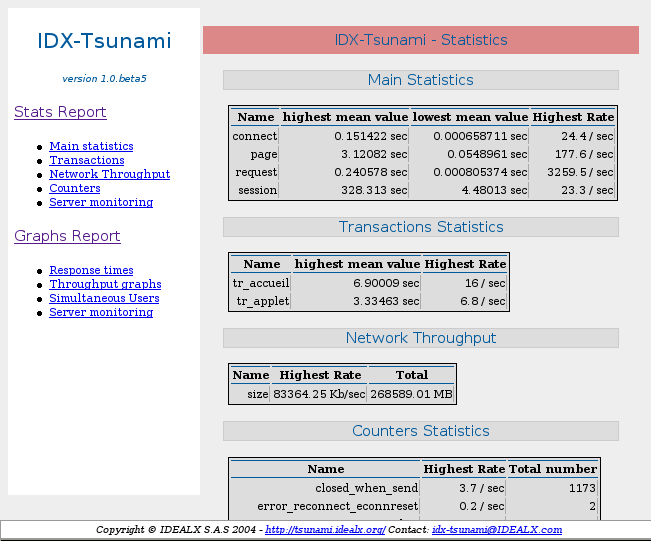 IDX-Tsunami
version 1.0.beta5
Stats Report
Main statistics
Transactions
Network Throughput
Counters
Server monitoring
Graphs Report
Response times
Throughput graphs
Simultaneous Users
Server monitoring
IDX-Tsunami - Statistics
Main Statistics
Name highest mean value lowest mean value Highest Rate
connect 0.151422 sec 0.000658711 sec 24.4 / sec
page 3.12082 sec 0.0548961 sec 177.6 / sec
request 0.240578 sec 0.000805374 sec 3259.5 / sec
session 328.313 sec 4.48013 sec 23.3 / sec
Transactions Statistics
Name highest mean value Highest Rate
tr_accueil 6.90009 sec 16 / sec
tr_applet 3.33463 sec 6.8 / sec
Network Throughput
Name Highest Rate Total
size 83364.25 Kb/sec 268589.01 MB
Counters Statistics
Name Highest Rate Total number
closed_when_send 3.7 / sec 1173
error_reconnect_econnreset 0.2 / sec 2
Copyright © IDEALX S.A.S 2004 - http://tsunami.idealx.org/ Contact: idx-tsunami@IDEALX.com